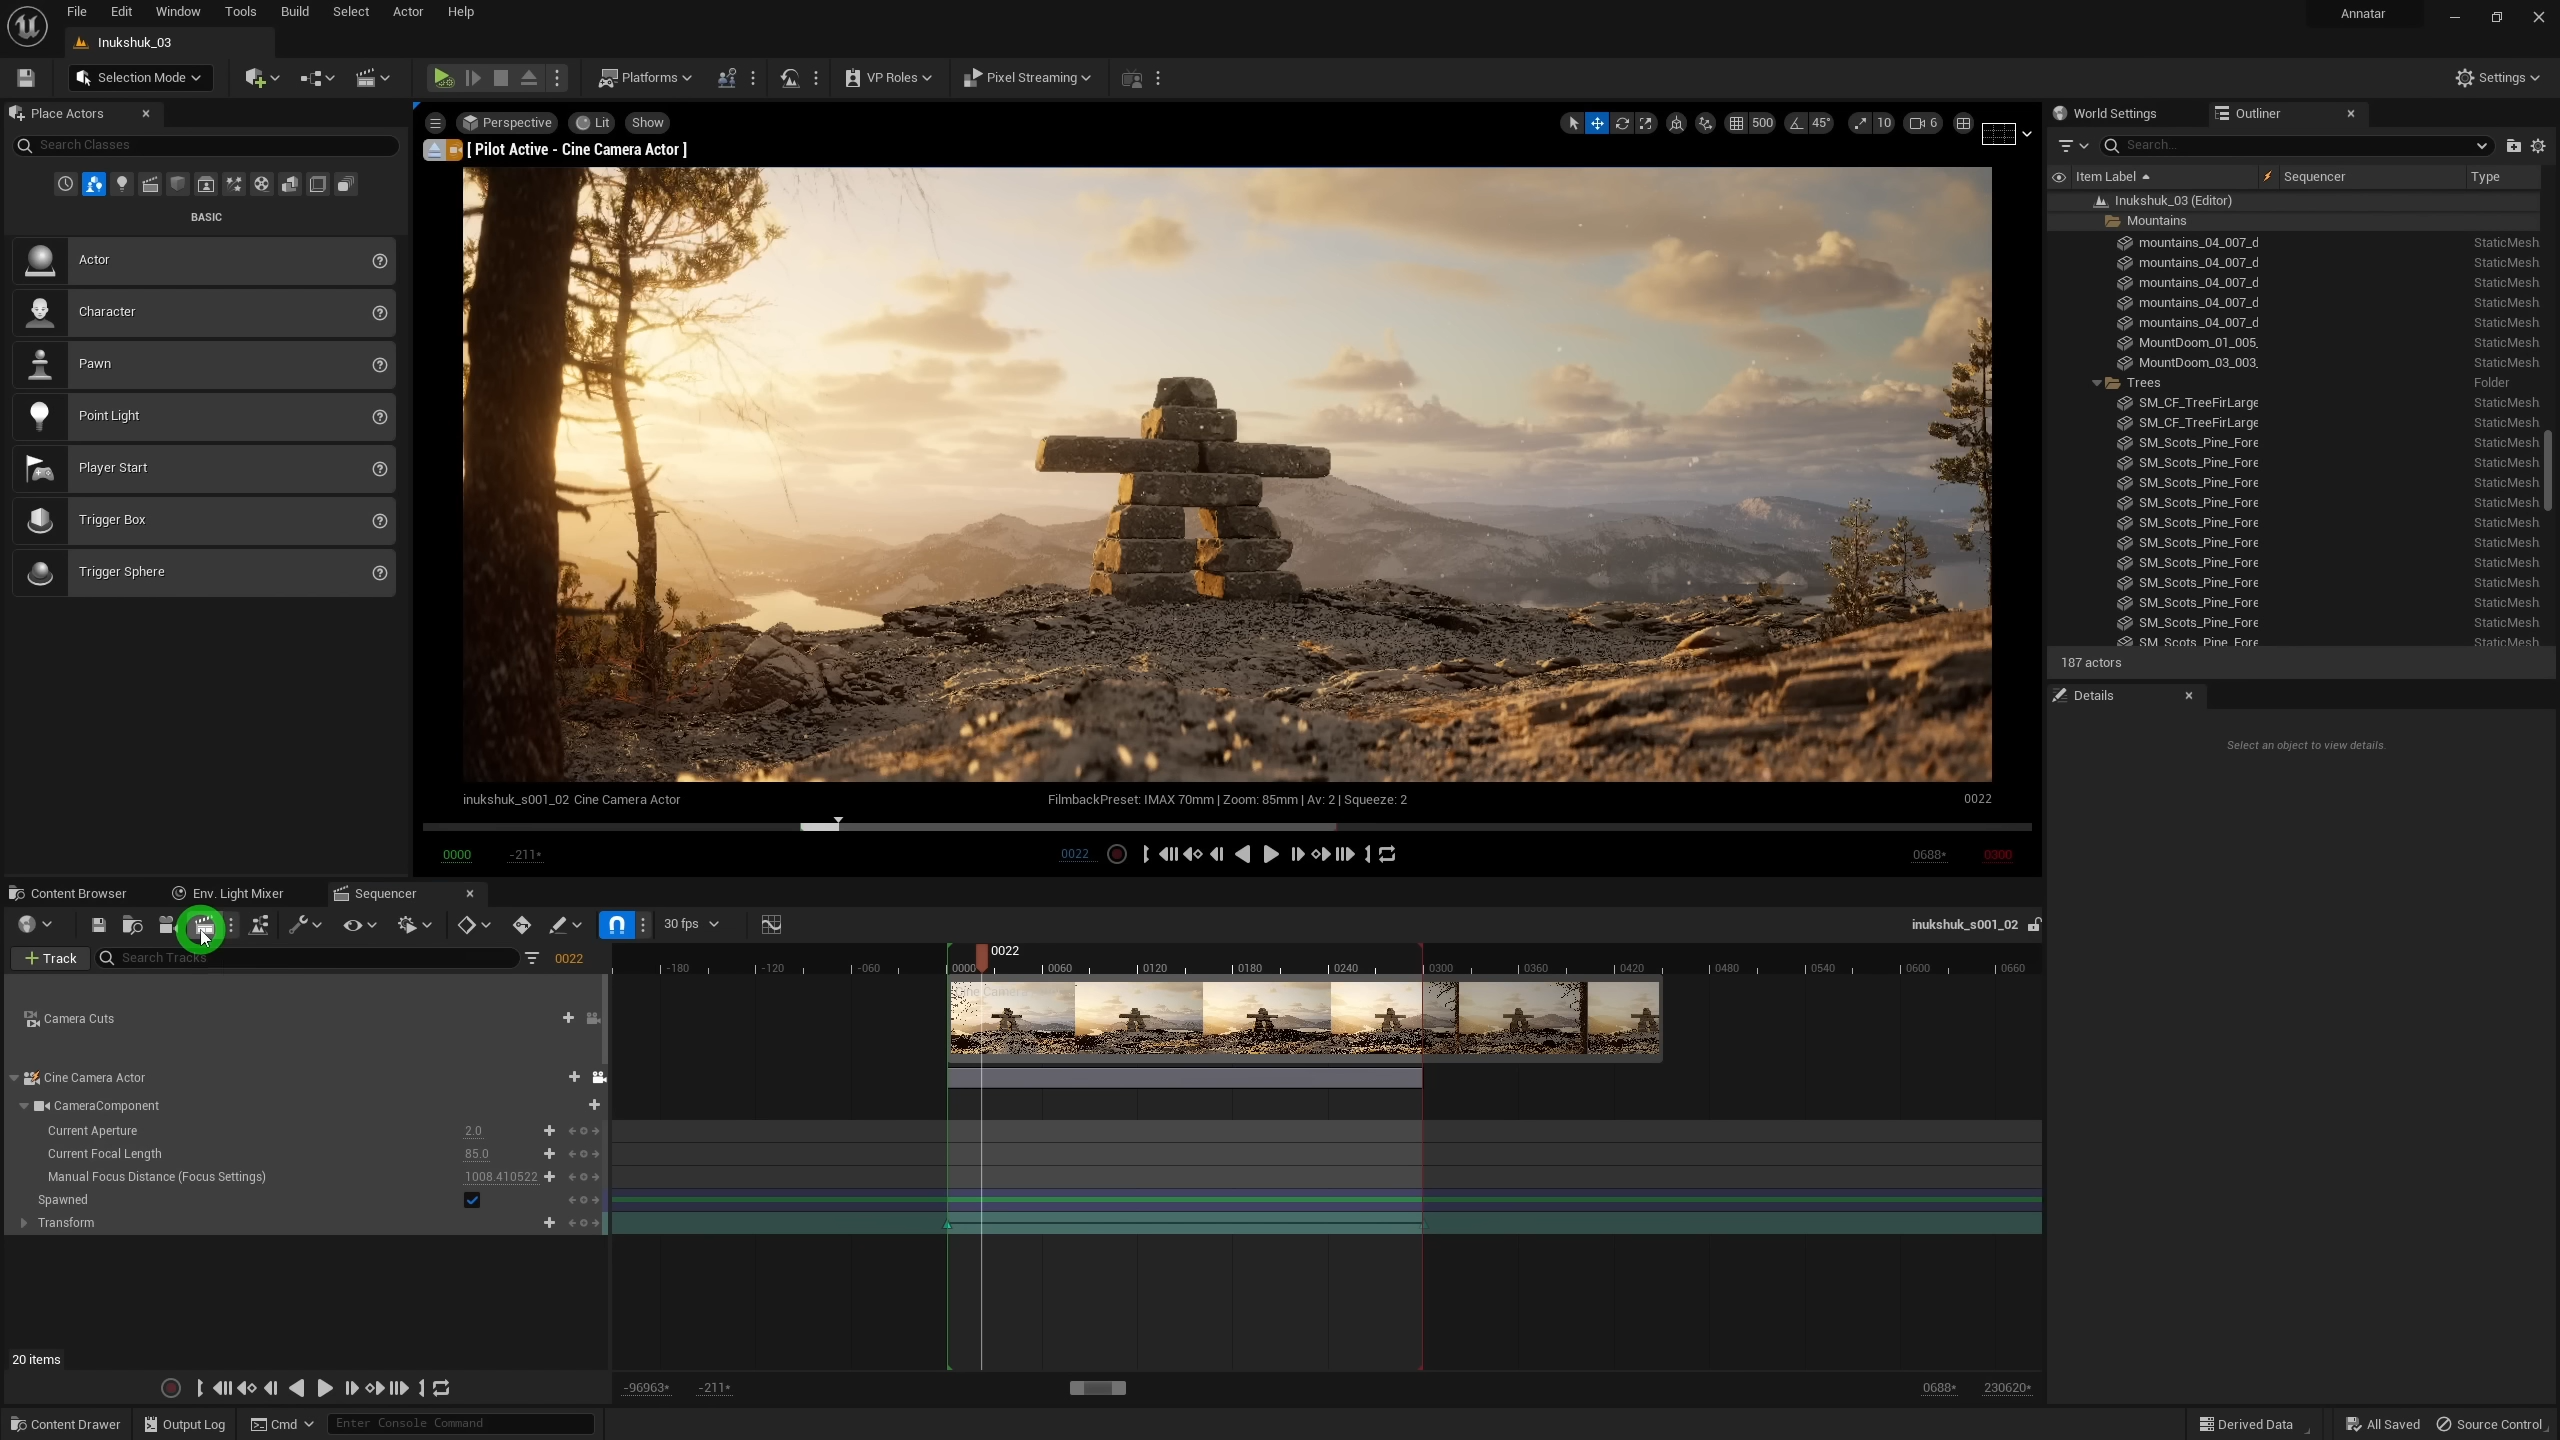 File Edit Window Tools Build Select Actor Help
Annatar
Inukshuk_03
Selection Mode
Platforms
VP Roles
Pixel Streaming
Settings
Place Actors
Search Classes
BASIC
Actor
Character
Pawn
Point Light
Player Start
Trigger Box
Trigger Sphere
Perspective Lit Show
500 45° 10 6
[ Pilot Active - Cine Camera Actor ]
inukshuk_s001_02 Cine Camera Actor
FilmbackPreset: IMAX 70mm | Zoom: 85mm | Av: 2 | Squeeze: 2
0022
0000 -211* 0022 0688* 0300
World Settings Outliner
Search...
Item Label Sequencer Type
Inukshuk_03 (Editor)
Mountains
mountains_04_007_d StaticMesh
mountains_04_007_d StaticMesh
mountains_04_007_d StaticMesh
mountains_04_007_d StaticMesh
mountains_04_007_d StaticMesh
MountDoom_01_005_ StaticMesh
MountDoom_03_003_ StaticMesh
Trees Folder
SM_CF_TreeFirLarge StaticMesh
SM_CF_TreeFirLarge StaticMesh
SM_Scots_Pine_Fore StaticMesh
SM_Scots_Pine_Fore StaticMesh
SM_Scots_Pine_Fore StaticMesh
SM_Scots_Pine_Fore StaticMesh
SM_Scots_Pine_Fore StaticMesh
SM_Scots_Pine_Fore StaticMesh
SM_Scots_Pine_Fore StaticMesh
SM_Scots_Pine_Fore StaticMesh
SM_Scots_Pine_Fore StaticMesh
SM_Scots_Pine_Fore StaticMesh
SM_Scots_Pine_Fore StaticMesh
187 actors
Details
Select an object to view details.
Content Browser Env. Light Mixer Sequencer
30 fps
inukshuk_s001_02
Track
Search Tracks
0022
0022
-180 -120 -060 0000 0060 0120 0180 0240 0300 0360 0420 0480 0540 0600 0660
Camera Cuts
Cine Camera Actor
CameraComponent
Current Aperture 2.0
Current Focal Length 85.0
Manual Focus Distance (Focus Settings) 1008.410522
Spawned
Transform
20 items
-96963* -211* 0688* 230620*
Content Drawer Output Log Cmd Enter Console Command
Derived Data All Saved Source Control